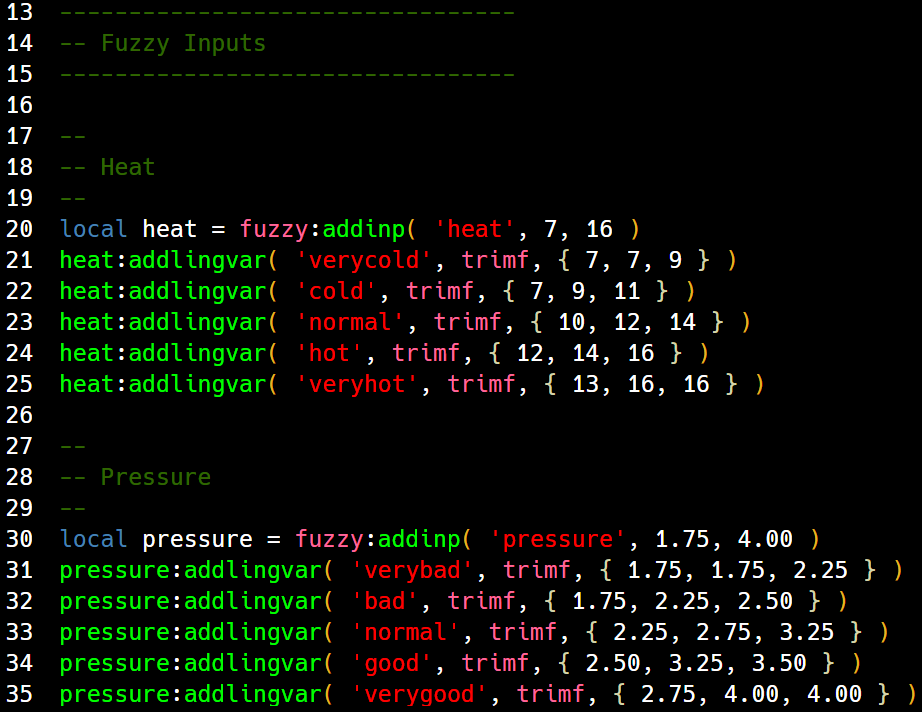 13 ---------------------------------
14 -- Fuzzy Inputs
15 ---------------------------------
16
17 --
18 -- Heat
19 --
20 local heat = fuzzy:addinp( 'heat', 7, 16 )
21 heat:addlingvar( 'verycold', trimf, { 7, 7, 9 } )
22 heat:addlingvar( 'cold', trimf, { 7, 9, 11 } )
23 heat:addlingvar( 'normal', trimf, { 10, 12, 14 } )
24 heat:addlingvar( 'hot', trimf, { 12, 14, 16 } )
25 heat:addlingvar( 'veryhot', trimf, { 13, 16, 16 } )
26
27 --
28 -- Pressure
29 --
30 local pressure = fuzzy:addinp( 'pressure', 1.75, 4.00 )
31 pressure:addlingvar( 'verybad', trimf, { 1.75, 1.75, 2.25 } )
32 pressure:addlingvar( 'bad', trimf, { 1.75, 2.25, 2.50 } )
33 pressure:addlingvar( 'normal', trimf, { 2.25, 2.75, 3.25 } )
34 pressure:addlingvar( 'good', trimf, { 2.50, 3.25, 3.50 } )
35 pressure:addlingvar( 'verygood', trimf, { 2.75, 4.00, 4.00 } )